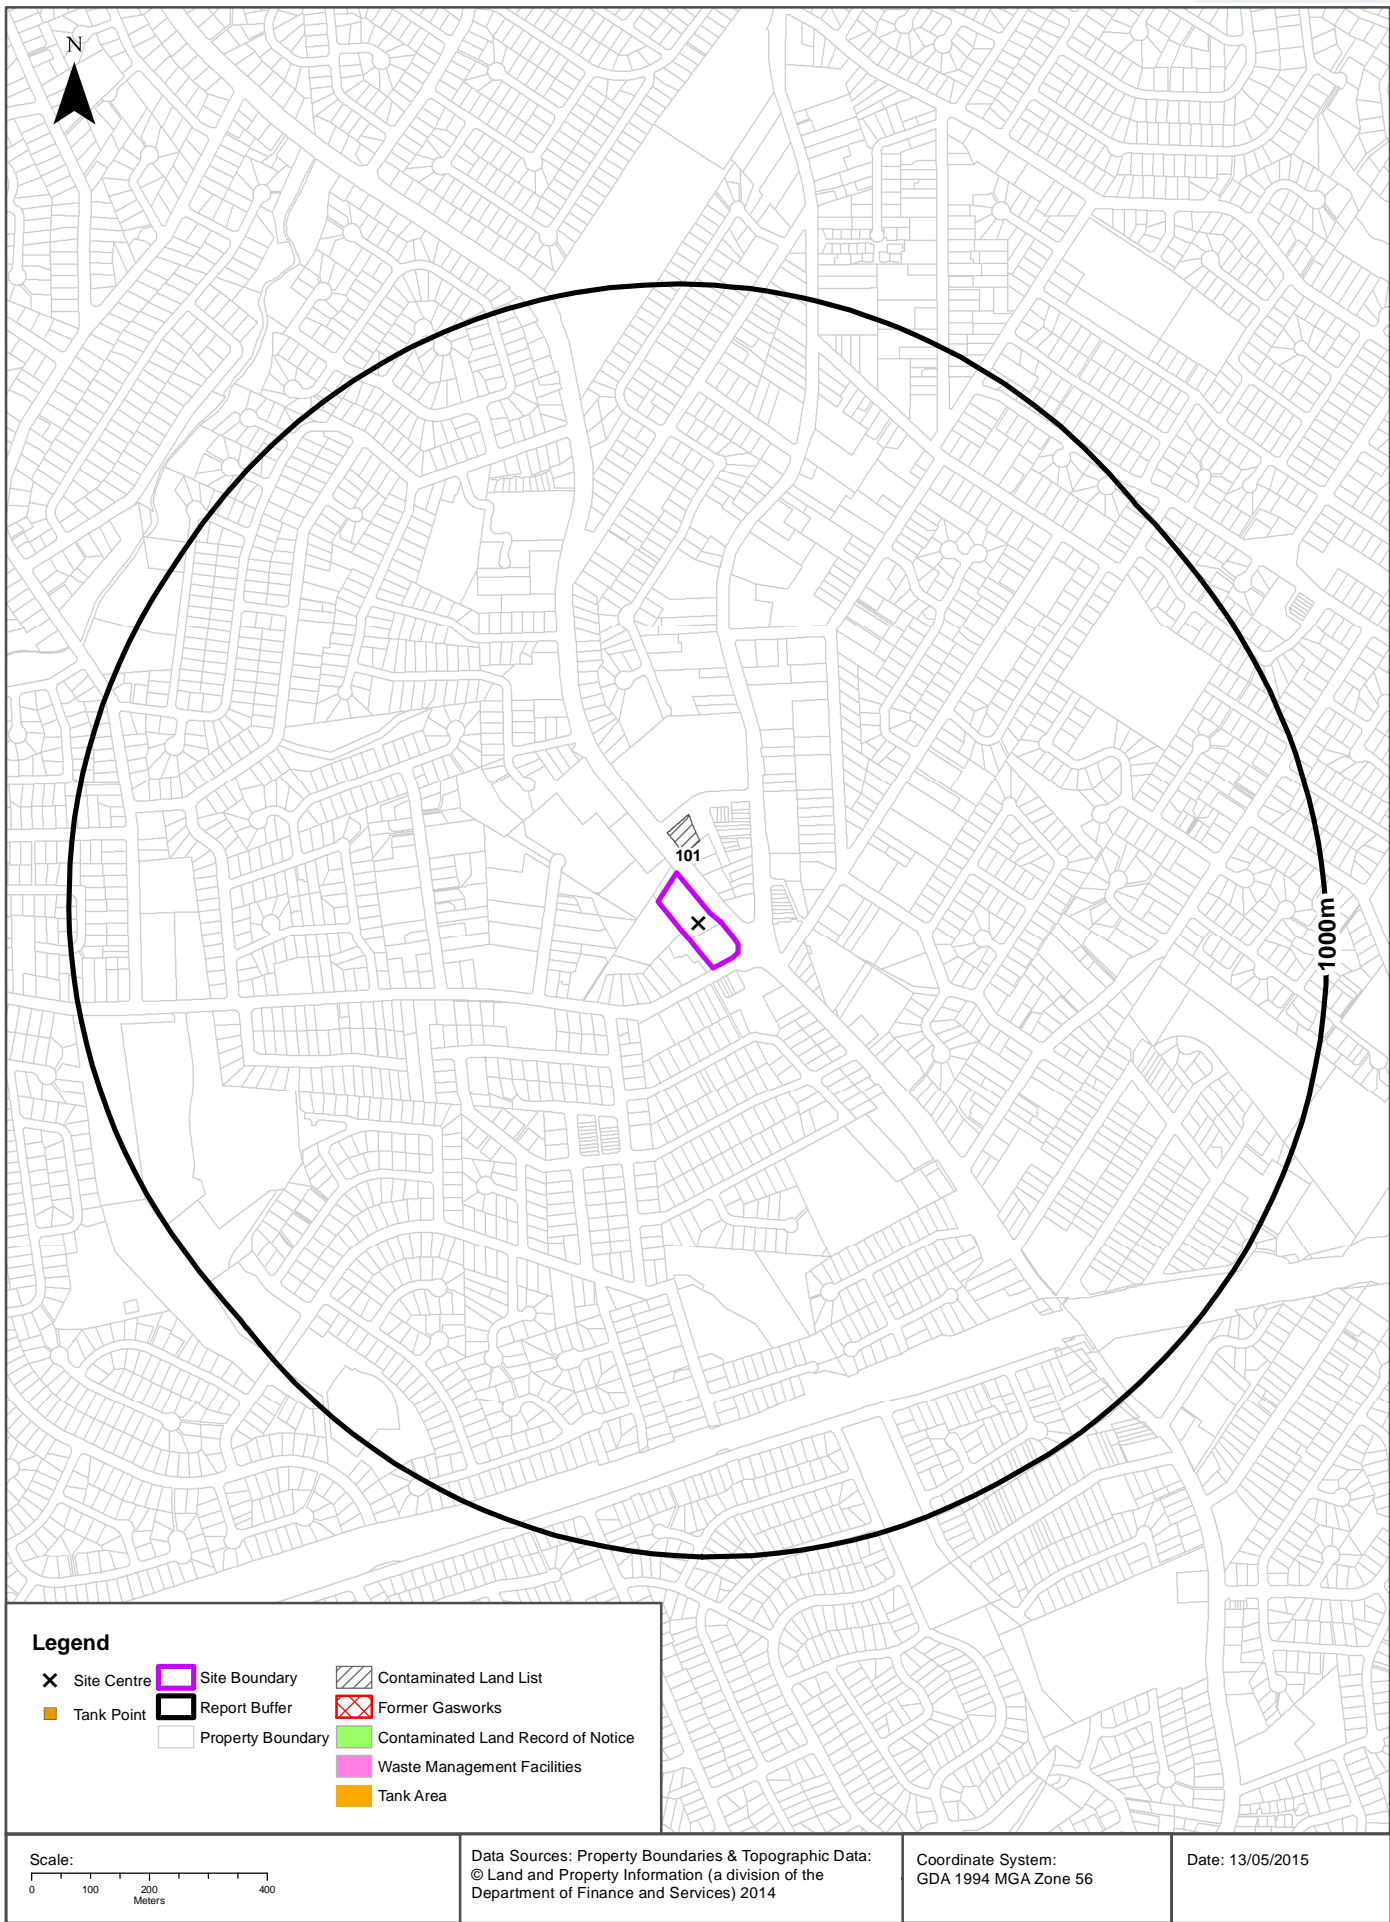 N
101
1000m
Legend
Site Centre
Tank Point
Site Boundary
Report Buffer
Property Boundary
Contaminated Land List
Former Gasworks
Contaminated Land Record of Notice
Waste Management Facilities
Tank Area
Scale:
0 100 200 400
Meters
Data Sources: Property Boundaries & Topographic Data:
© Land and Property Information (a division of the
Department of Finance and Services) 2014
Coordinate System:
GDA 1994 MGA Zone 56
Date: 13/05/2015